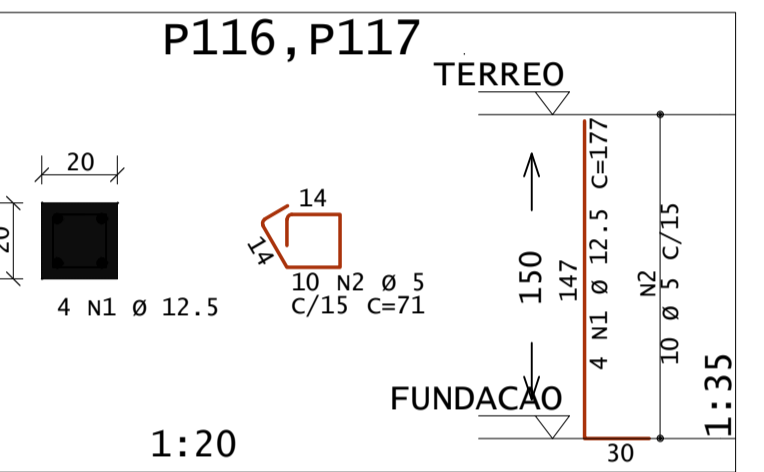 P116,P117
TERREO
20
20
14
14
4 N1 Ø 12.5
10 N2 Ø 5
C/15 C=71
150
147
4 N1 Ø 12.5 C=177
N2
10 Ø 5 C/15
FUNDACAO
30
1:20
1:35